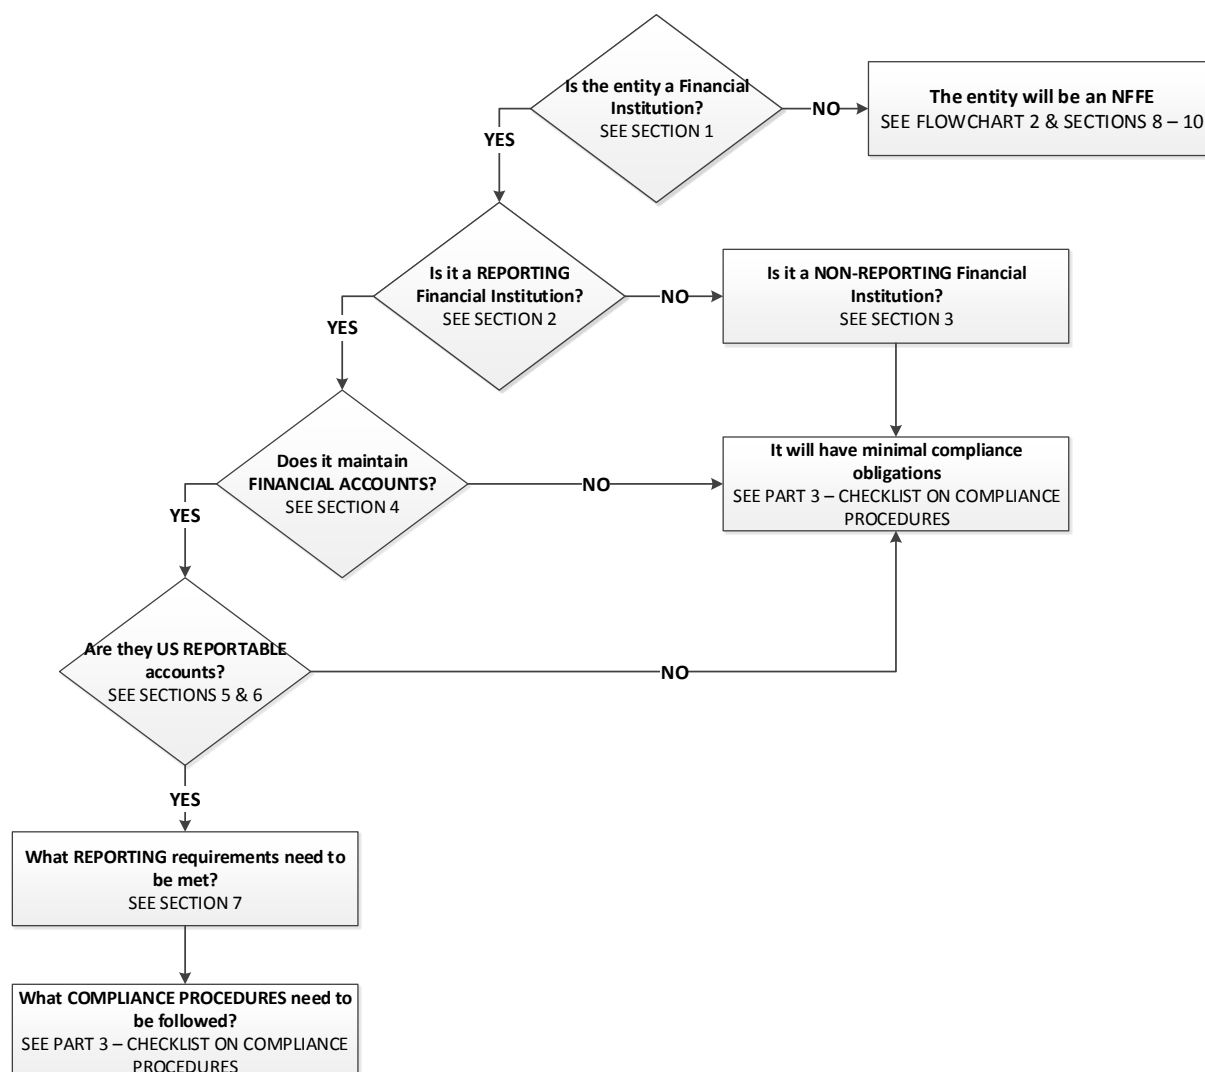 Is the entity a Financial
Institution?
SEE SECTION 1
NO
The entity will be an NFFE
SEE FLOWCHART 2 & SECTIONS 8 – 10
YES
Is it a REPORTING
Financial Institution?
SEE SECTION 2
NO
Is it a NON-REPORTING Financial
Institution?
SEE SECTION 3
YES
Does it maintain
FINANCIAL ACCOUNTS?
SEE SECTION 4
NO
It will have minimal compliance
obligations
SEE PART 3 – CHECKLIST ON COMPLIANCE
PROCEDURES
YES
Are they US REPORTABLE
accounts?
SEE SECTIONS 5 & 6
NO
YES
What REPORTING requirements need to
be met?
SEE SECTION 7
What COMPLIANCE PROCEDURES need to
be followed?
SEE PART 3 – CHECKLIST ON COMPLIANCE
PROCEDURES